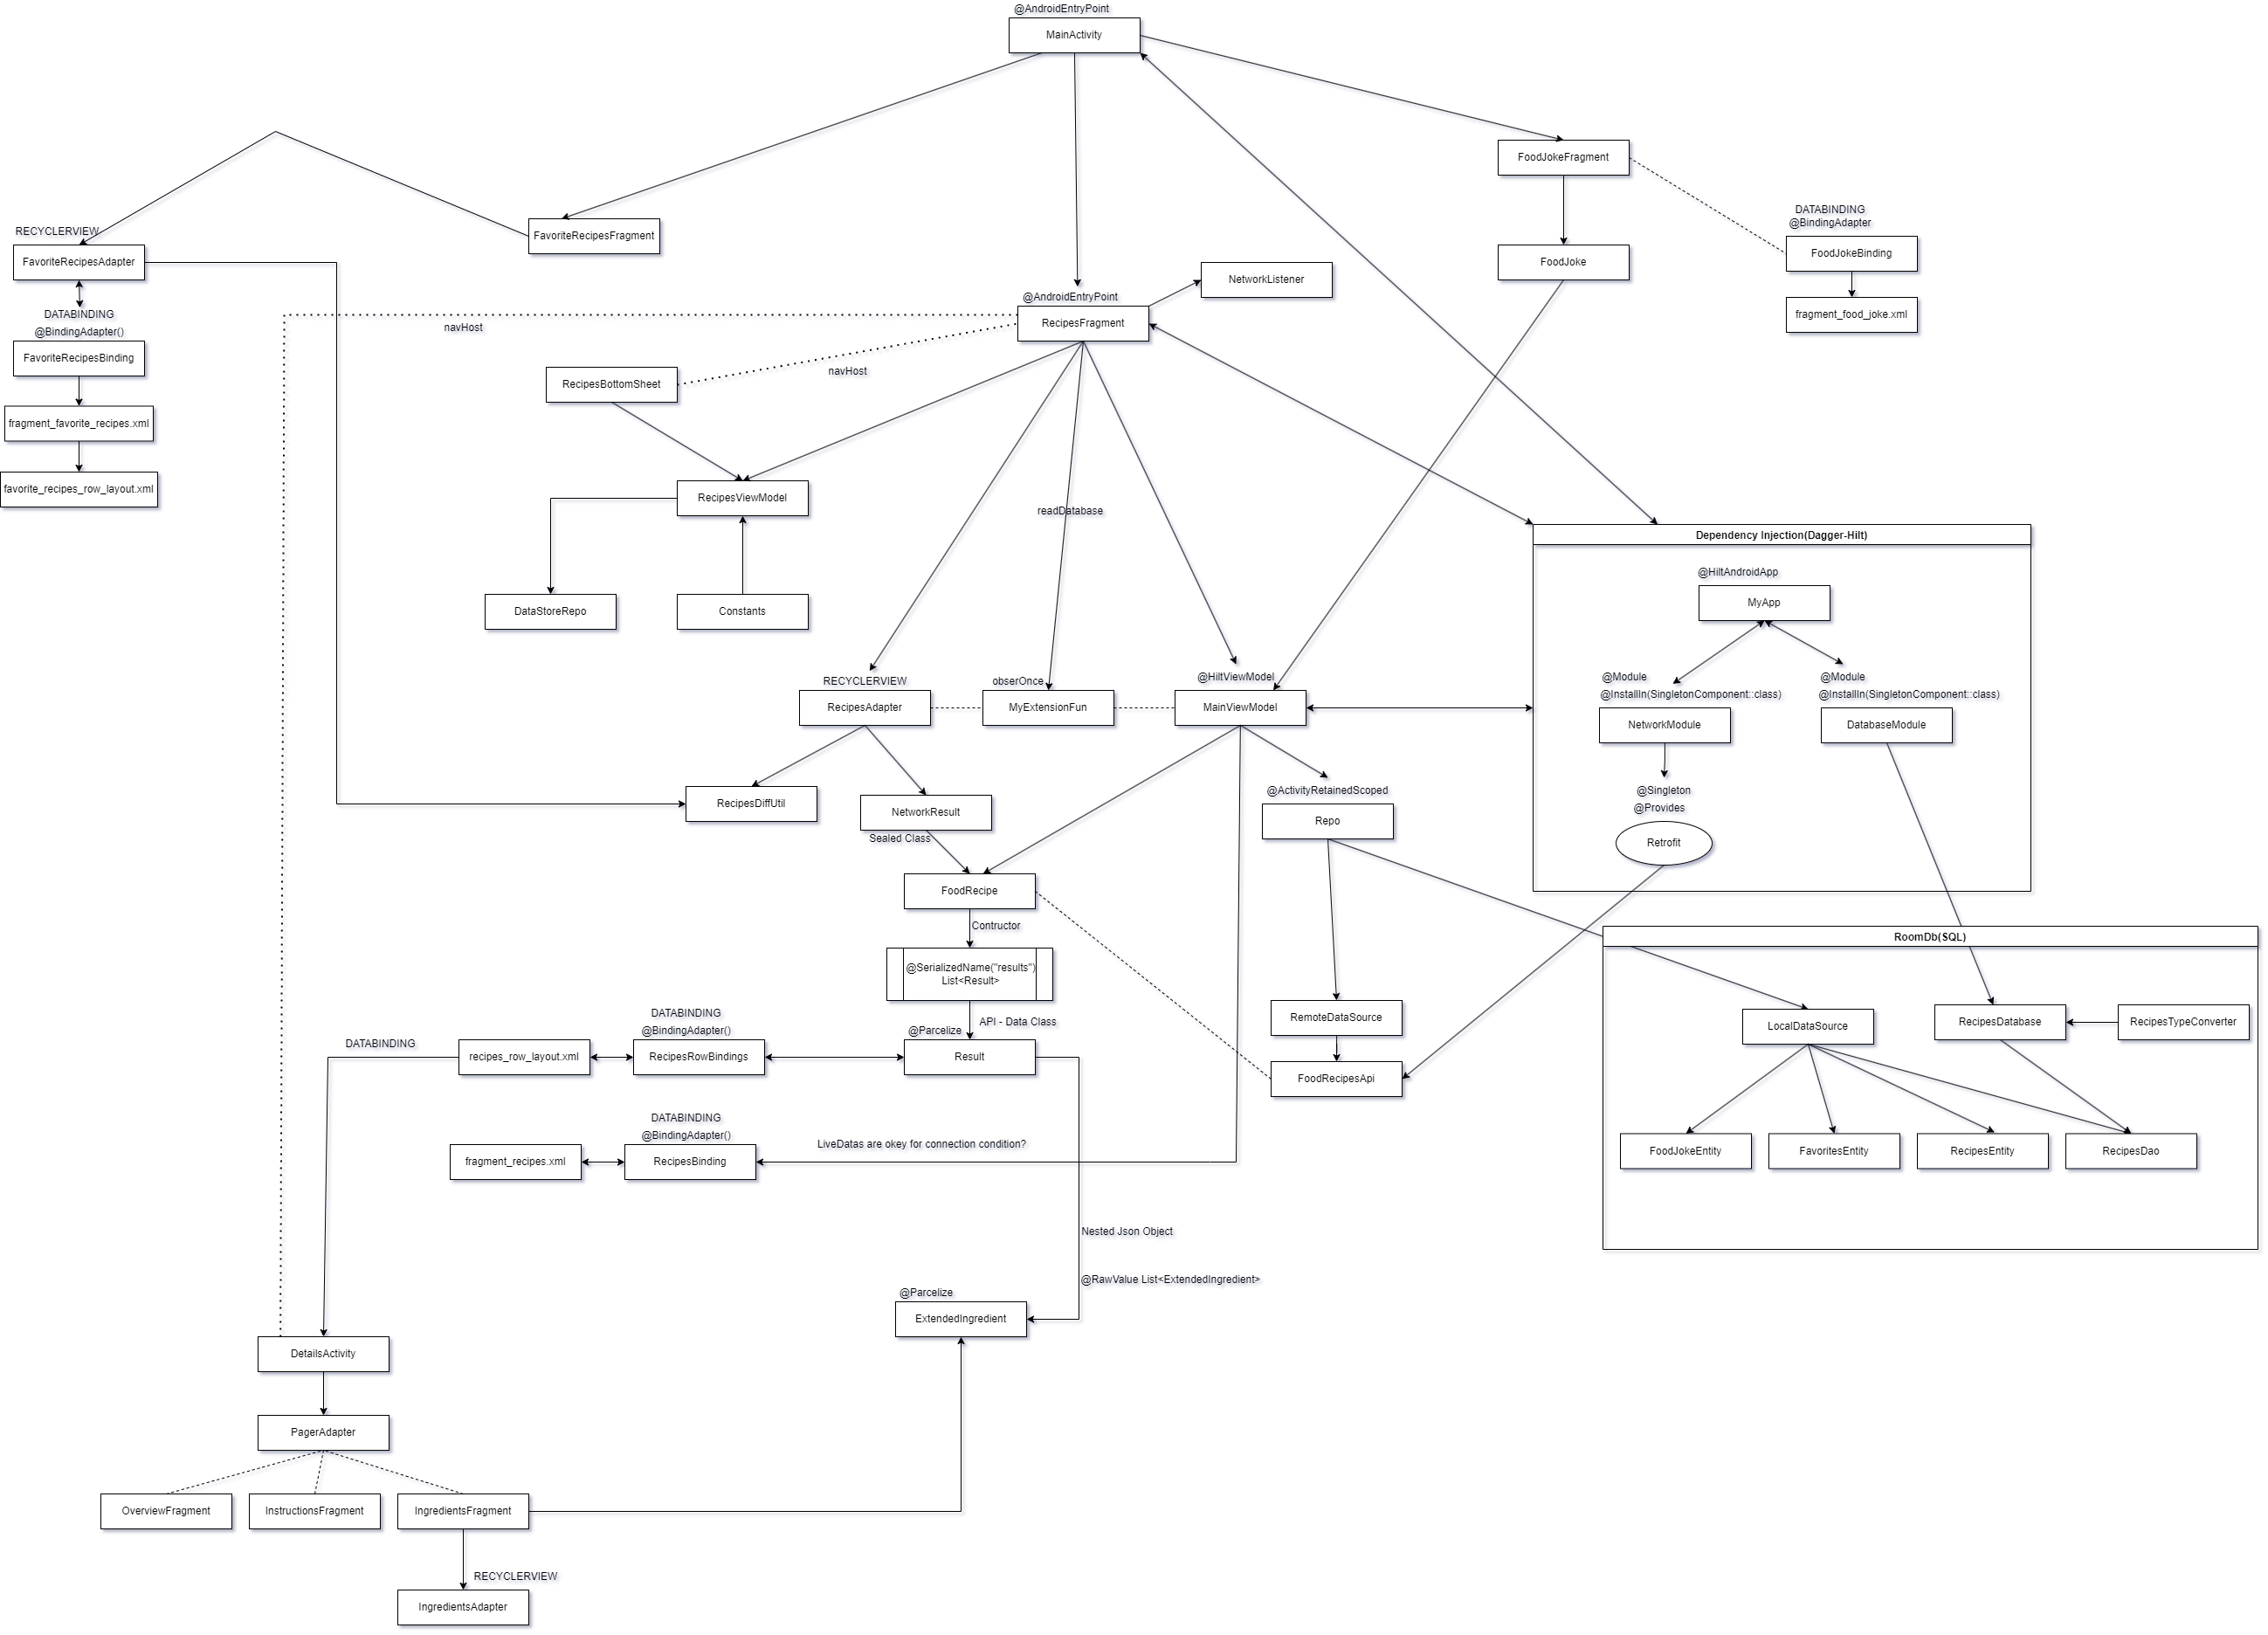 @AndroidEntryPoint
MainActivity
FoodJokeFragment
DATABINDING
@BindingAdapter
FoodJokeBinding
fragment_food_joke.xml
FoodJoke
FavoriteRecipesFragment
RECYCLERVIEW
FavoriteRecipesAdapter
DATABINDING
@BindingAdapter()
FavoriteRecipesBinding
fragment_favorite_recipes.xml
favorite_recipes_row_layout.xml
NetworkListener
@AndroidEntryPoint
RecipesFragment
navHost
navHost
RecipesBottomSheet
RecipesViewModel
DataStoreRepo
Constants
readDatabase
Dependency Injection(Dagger-Hilt)
@HiltAndroidApp
MyApp
@Module
@InstallIn(SingletonComponent::class)
NetworkModule
@Module
@InstallIn(SingletonComponent::class)
DatabaseModule
@Singleton
@Provides
Retrofit
RECYCLERVIEW
RecipesAdapter
obserOnce
MyExtensionFun
@HiltViewModel
MainViewModel
RecipesDiffUtil
NetworkResult
Sealed Class
@ActivityRetainedScoped
Repo
FoodRecipe
Contructor
@SerializedName("results")
List<Result>
API - Data Class
@Parcelize
Result
DATABINDING
@BindingAdapter()
RecipesRowBindings
recipes_row_layout.xml
DATABINDING
RemoteDataSource
FoodRecipesApi
RoomDb(SQL)
LocalDataSource
RecipesDatabase
RecipesTypeConverter
FoodJokeEntity
FavoritesEntity
RecipesEntity
RecipesDao
DATABINDING
@BindingAdapter()
RecipesBinding
fragment_recipes.xml
LiveDatas are okey for connection condition?
Nested Json Object
@RawValue List<ExtendedIngredient>
@Parcelize
ExtendedIngredient
DetailsActivity
PagerAdapter
OverviewFragment
InstructionsFragment
IngredientsFragment
RECYCLERVIEW
IngredientsAdapter